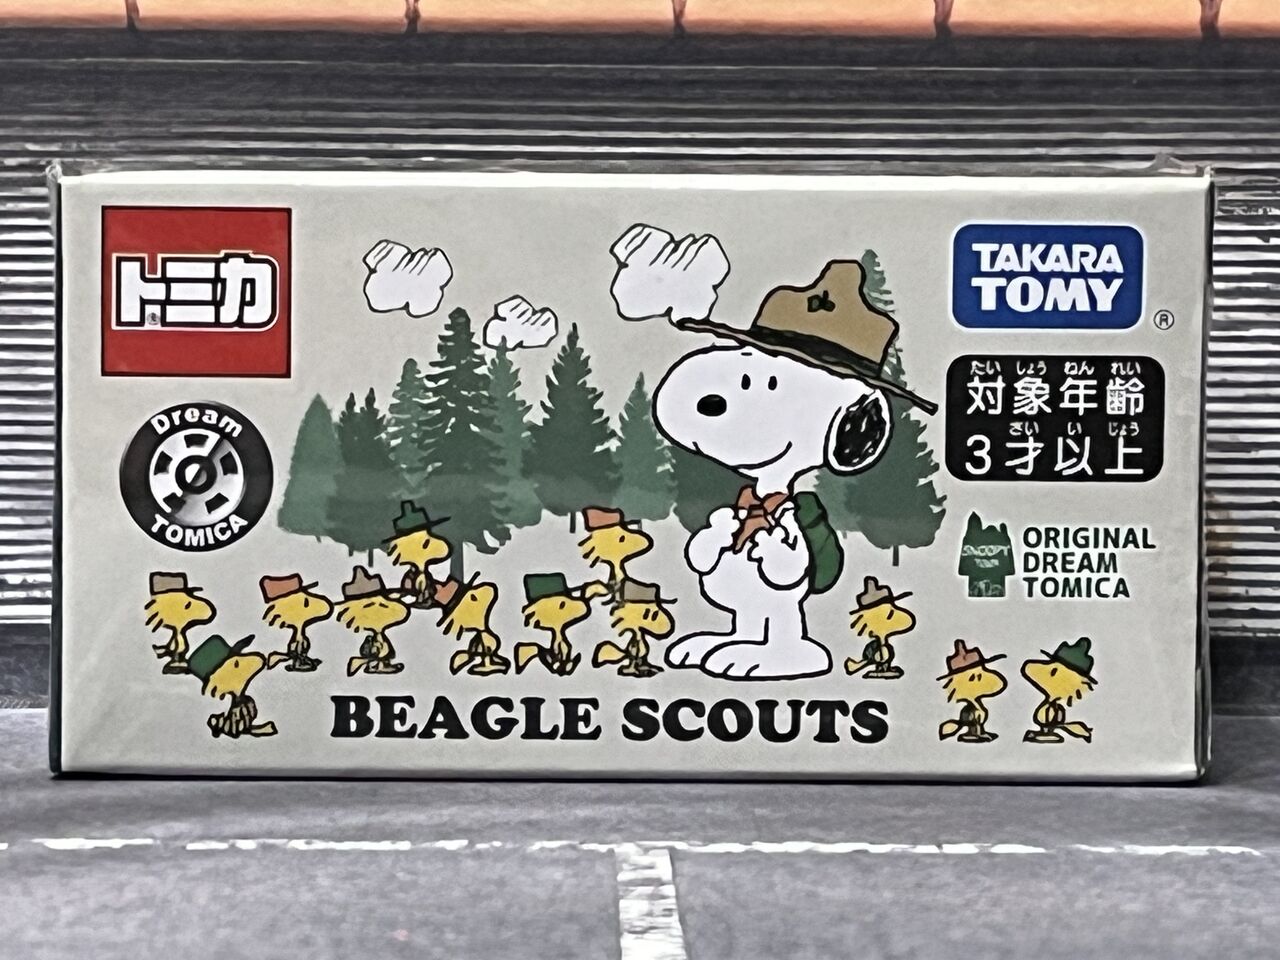 トミカ
Dream
TOMICA
TAKARA
TOMY
®
たいしょうねんれい
対象年齢
さいいじょう
3才以上
SNOOPY
TOWN
ORIGINAL
DREAM
TOMICA
BEAGLE SCOUTS